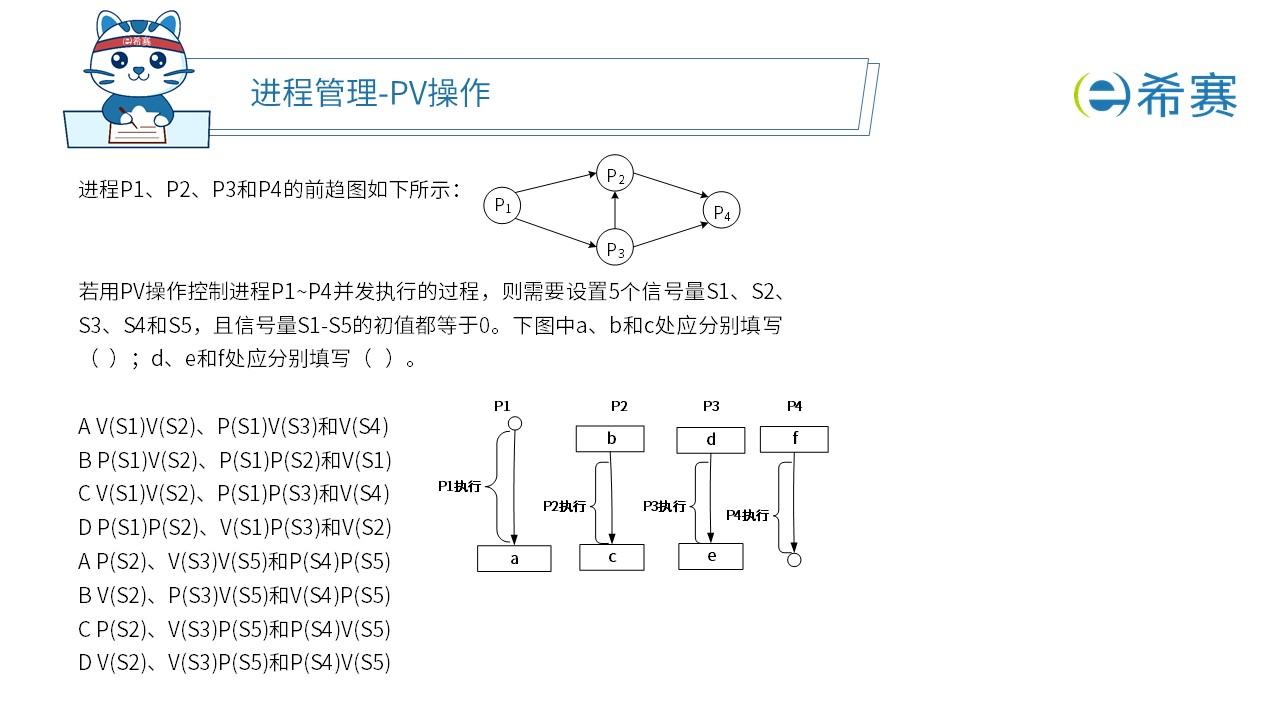 (e)希赛
进程管理-PV操作
(e)希赛
进程P1、P2、P3和P4的前趋图如下所示：
P1
P2
P3
P4
若用PV操作控制进程P1~P4并发执行的过程，则需要设置5个信号量S1、S2、
S3、S4和S5，且信号量S1-S5的初值都等于0。下图中a、b和c处应分别填写
（ ）；d、e和f处应分别填写（ ）。
A V(S1)V(S2)、P(S1)V(S3)和V(S4)
B P(S1)V(S2)、P(S1)P(S2)和V(S1)
C V(S1)V(S2)、P(S1)P(S3)和V(S4)
D P(S1)P(S2)、V(S1)P(S3)和V(S2)
A P(S2)、V(S3)V(S5)和P(S4)P(S5)
B V(S2)、P(S3)V(S5)和V(S4)P(S5)
C P(S2)、V(S3)P(S5)和P(S4)V(S5)
D V(S2)、V(S3)P(S5)和P(S4)V(S5)
P1 P2 P3 P4
b d f
P1执行 P2执行 P3执行 P4执行
a c e